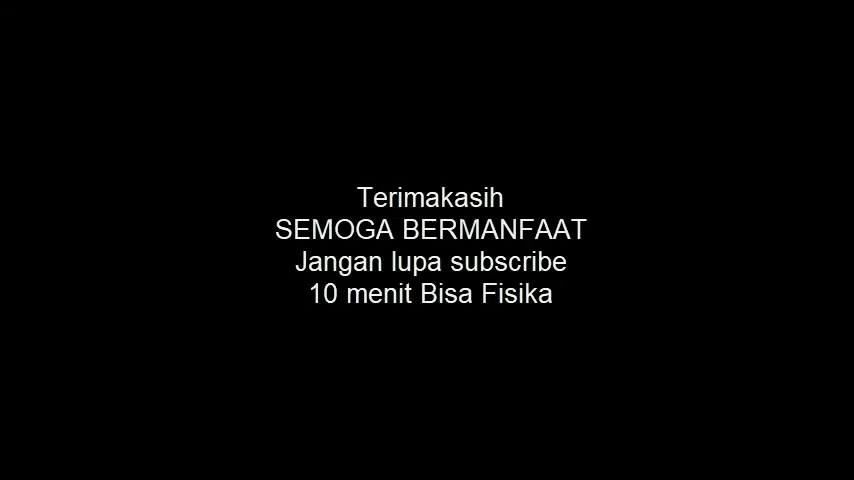 Terimakasih
SEMOGA BERMANFAAT
Jangan lupa subscribe
10 menit Bisa Fisika